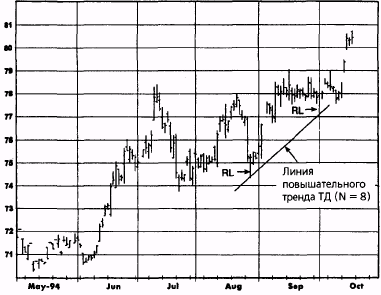 81
80
79
78
77
76
75
74
73
72
71
RL
RL
Линия
повышательного
тренда ТД (N = 8)
May-94 Jun Jul Aug Sep Oct